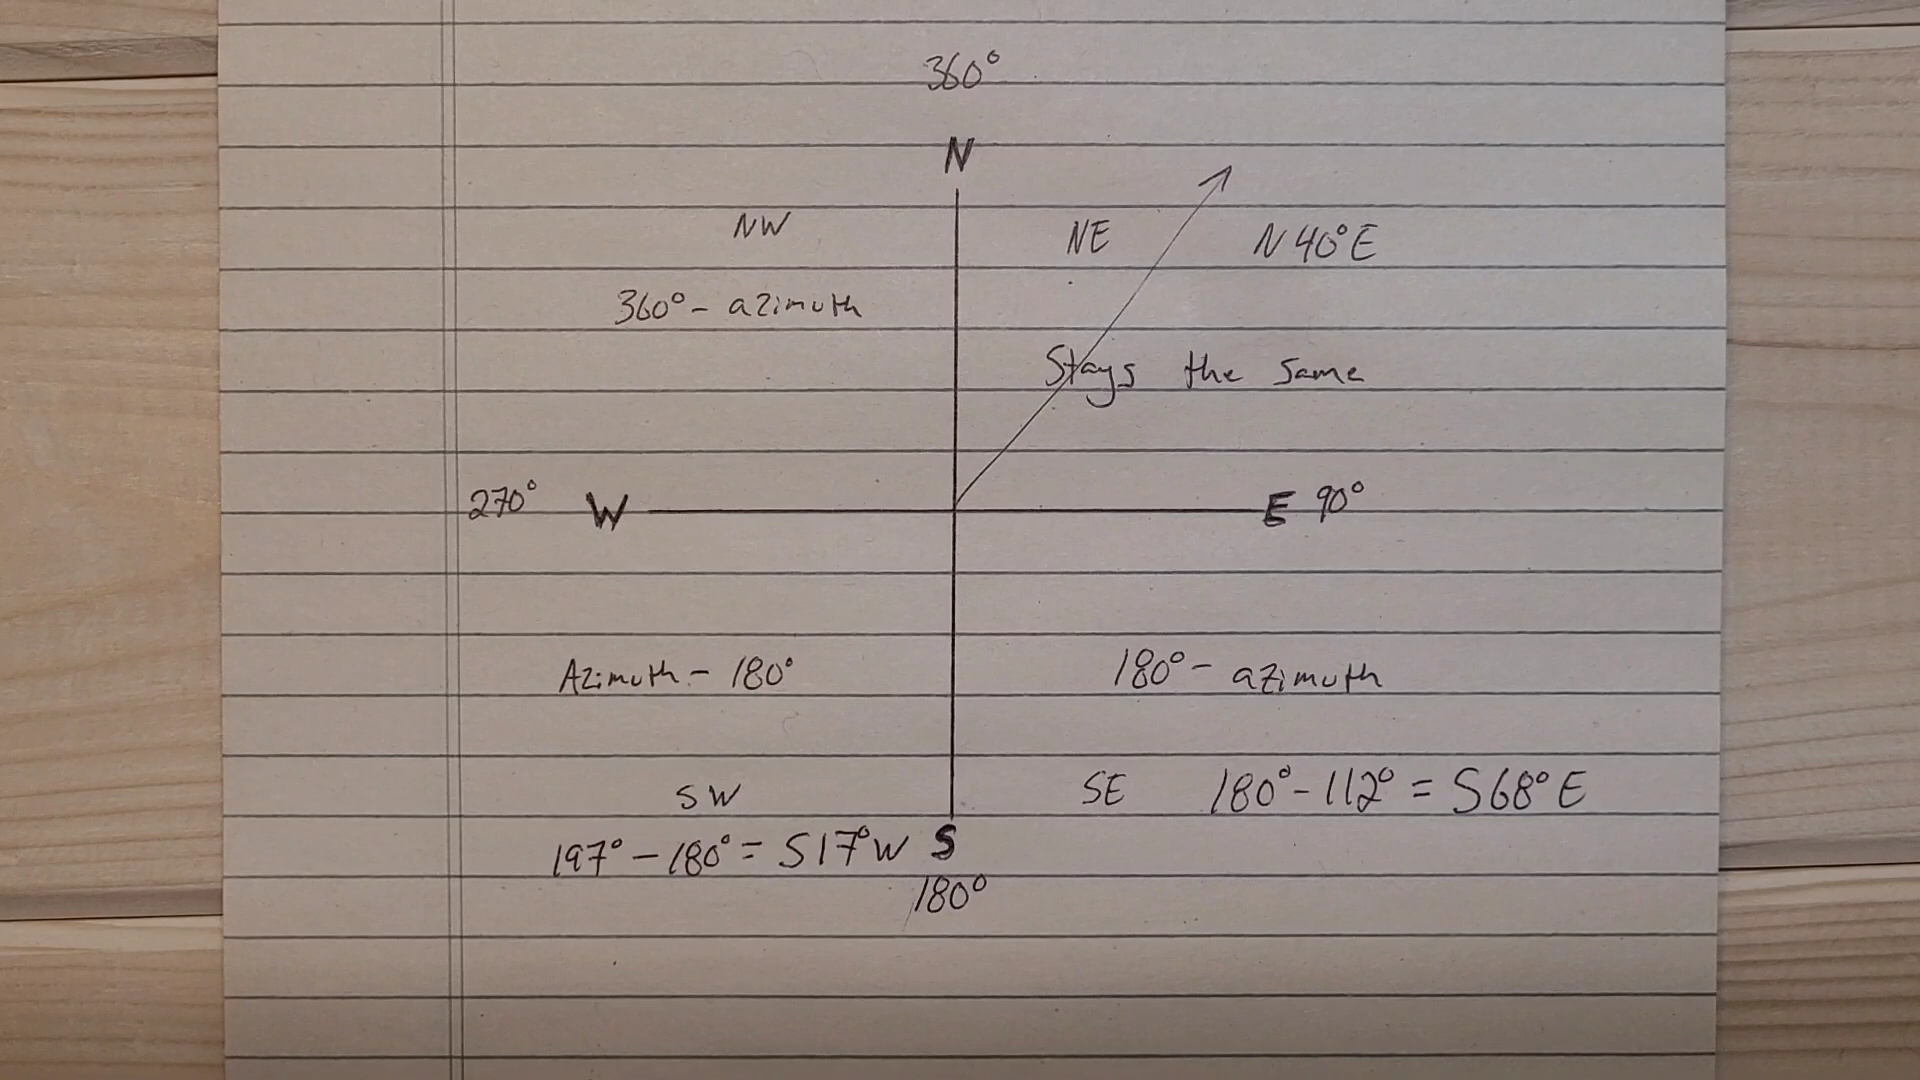 360°
N
NW
NE
N 40° E
360° - azimuth
Stays the same
270° W
E 90°
Azimuth - 180°
180° - azimuth
SW
SE
180° - 112° = S68° E
197° - 180° = S17° W
S
180°